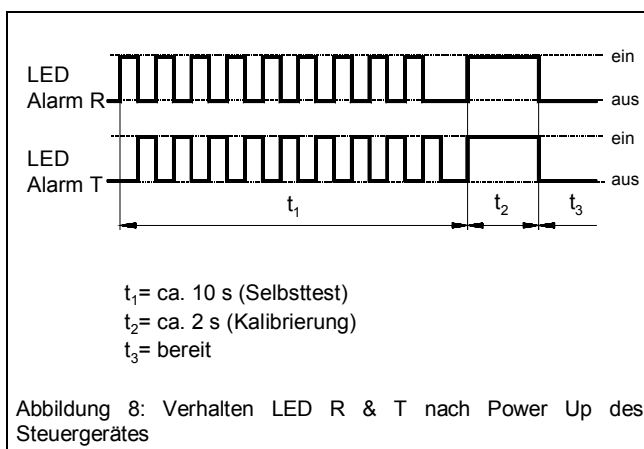 LED
Alarm R
ein
aus
LED
Alarm T
ein
aus
t₁
t₂
t₃
t₁= ca. 10 s (Selbsttest)
t₂= ca. 2 s (Kalibrierung)
t₃= bereit
Abbildung 8: Verhalten LED R & T nach Power Up des
Steuergerätes